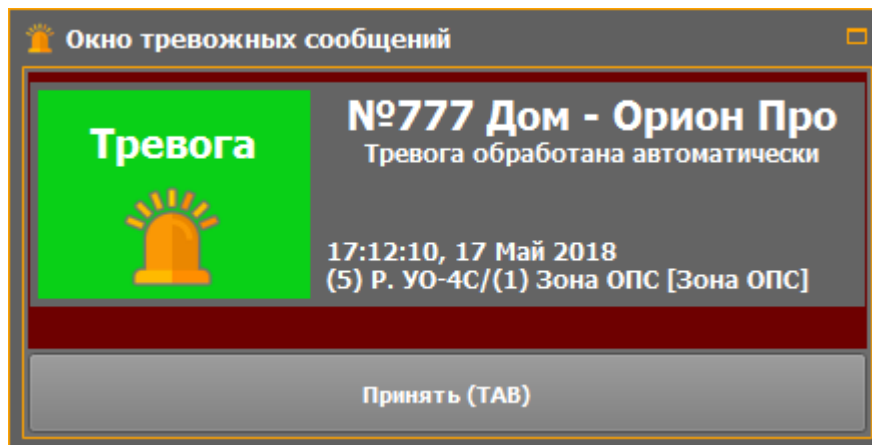 Окно тревожных сообщений
Тревога
№777 Дом - Орион Про
Тревога обработана автоматически
17:12:10, 17 Май 2018
(5) Р. УО-4С/(1) Зона ОПС [Зона ОПС]
Принять (TAB)